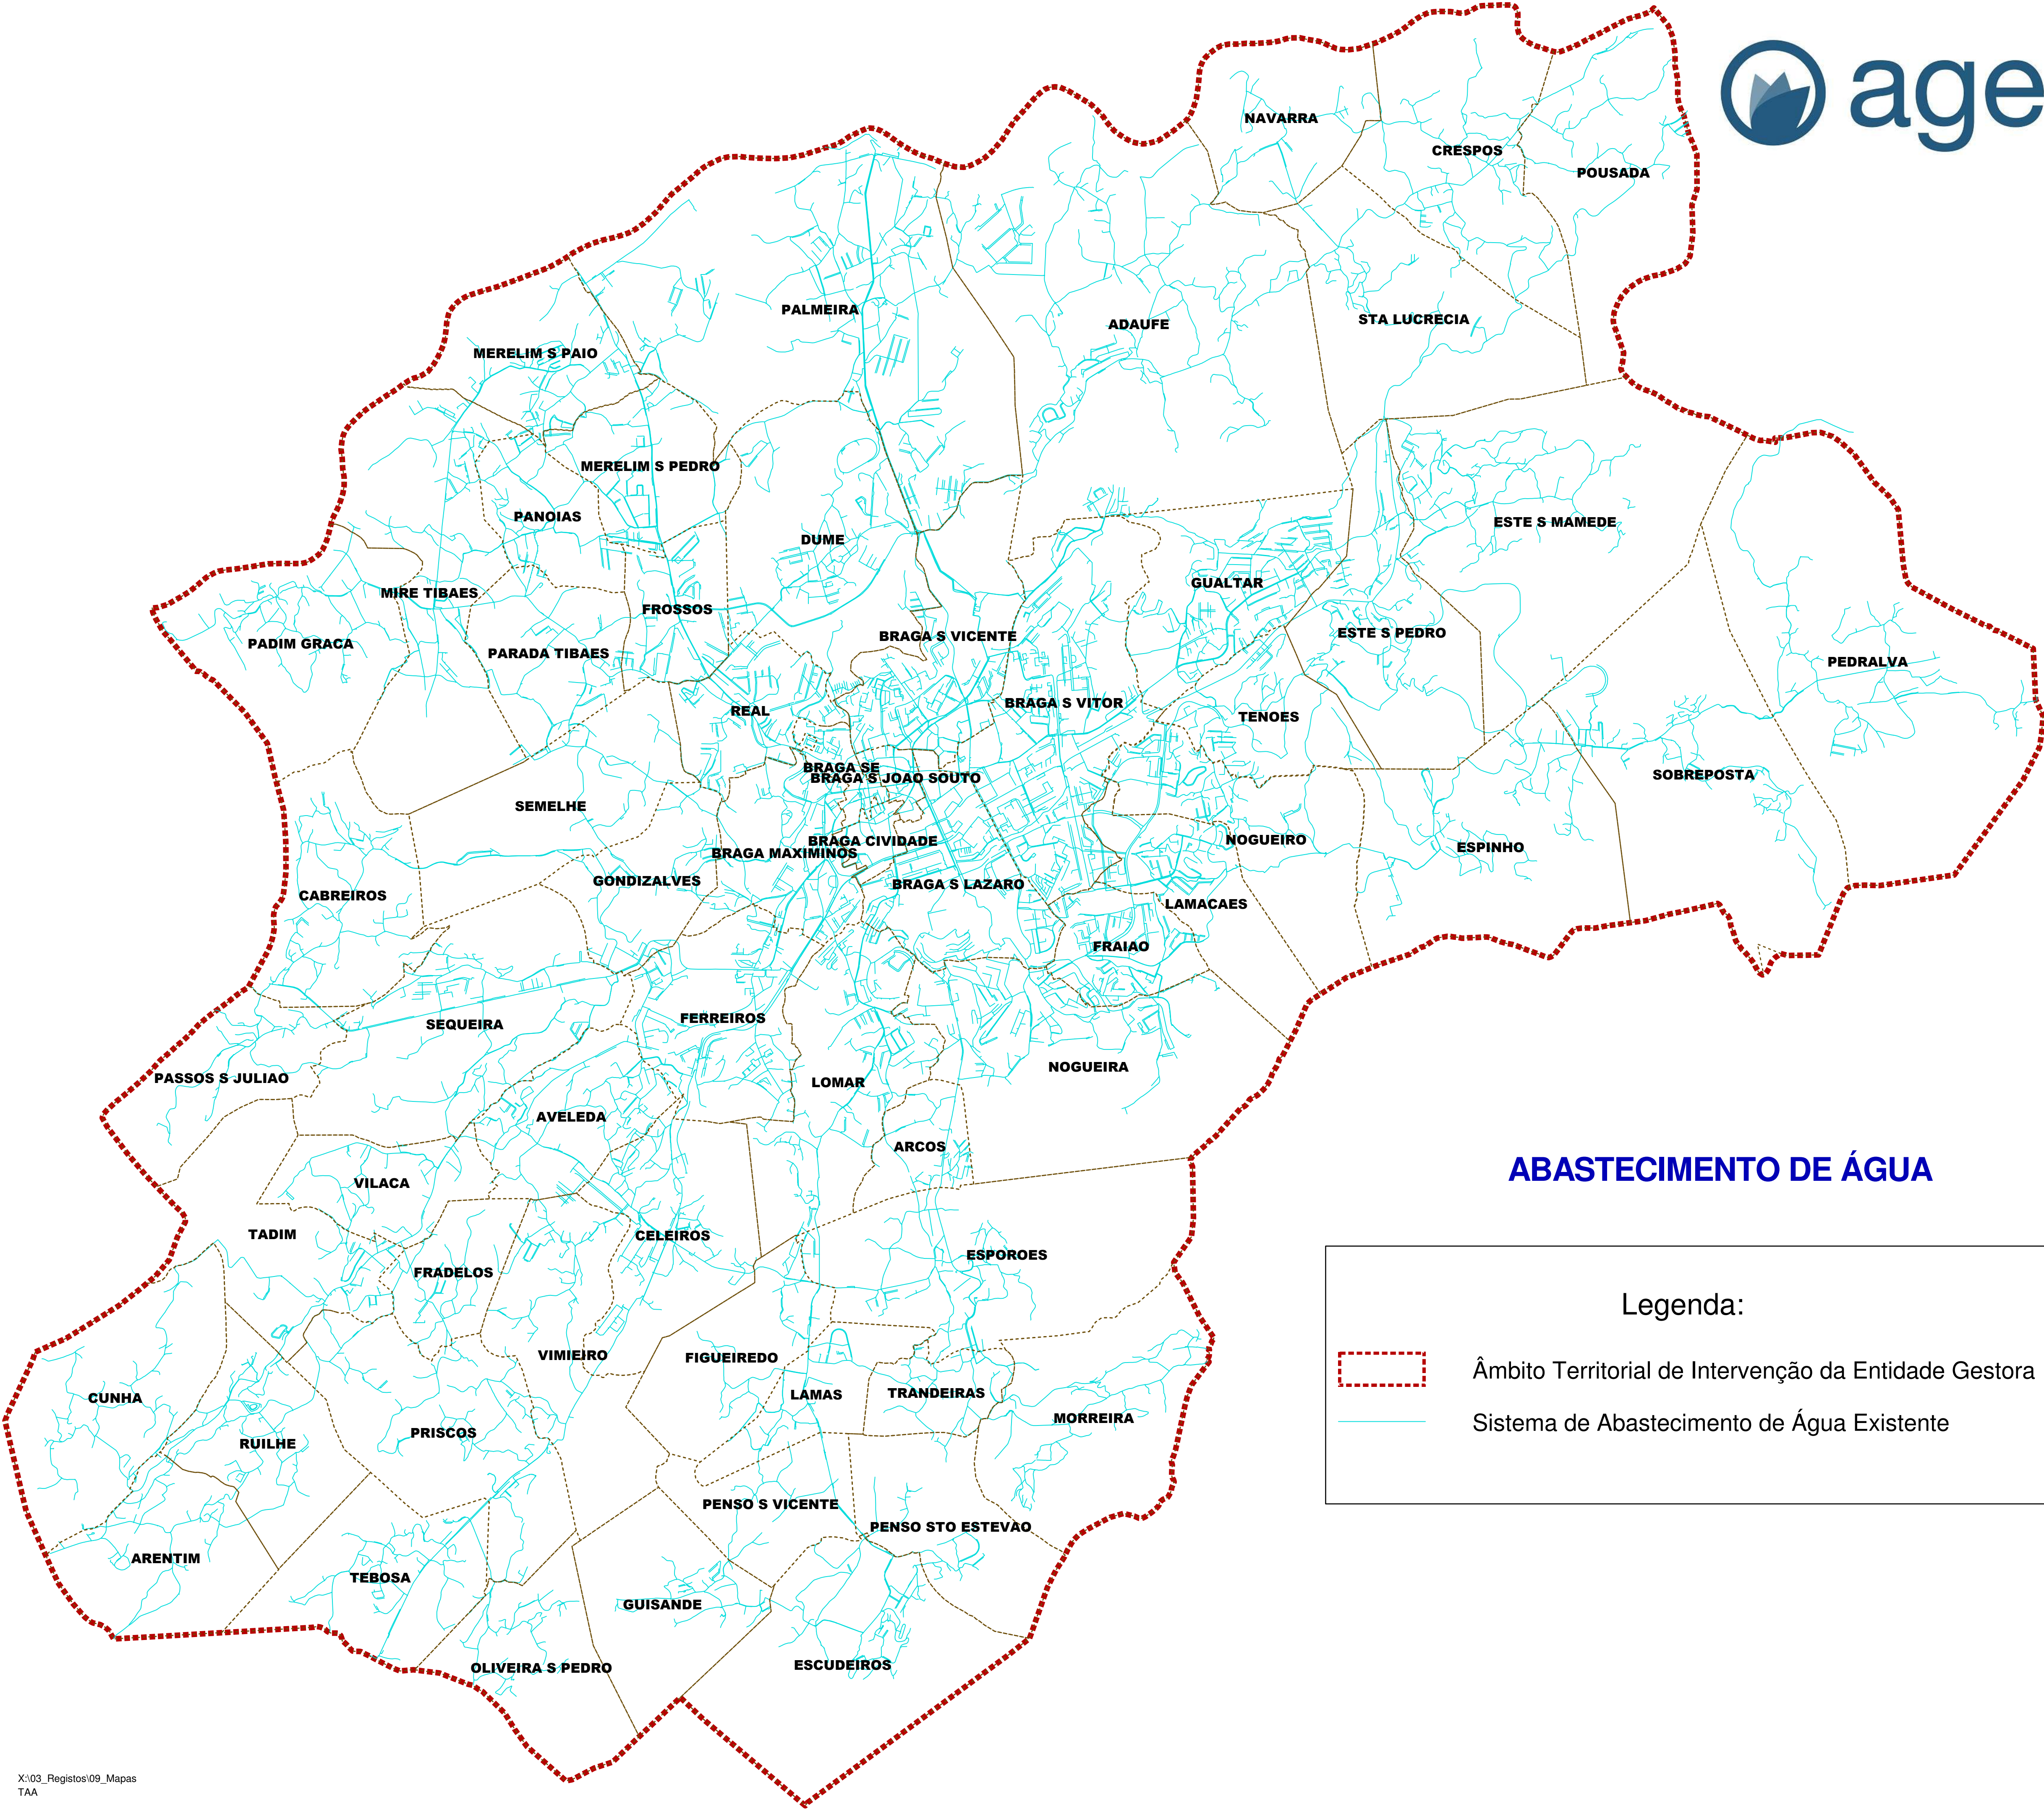 age
NAVARRA
CRESPOS
POUSADA
PALMEIRA
ADAUFE
STA LUCRECIA
MERELIM S PAIO
MERELIM S PEDRO
PANOIAS
ESTE S MAMEDE
DUME
GUALTAR
MIRE TIBAES
FROSSOS
PADIM GRACA
PARADA TIBAES
BRAGA S VICENTE
ESTE S PEDRO
PEDRALVA
REAL
BRAGA S VITOR
TENOES
BRAGA SE
BRAGA S JOAO SOUTO
SOBREPOSTA
SEMELHE
BRAGA CIVIDADE
BRAGA MAXIMINOS
NOGUEIRO
ESPINHO
GONDIZALVES
BRAGA S LAZARO
CABREIROS
LAMACAES
FRAIAO
SEQUEIRA
FERREIROS
NOGUEIRA
PASSOS S JULIAO
LOMAR
AVELEDA
ARCOS
VILACA
TADIM
CELEIROS
ESPOROES
FRADELOS
VIMIEIRO
FIGUEIREDO
CUNHA
LAMAS
TRANDEIRAS
MORREIRA
PRISCOS
RUILHE
PENSO S VICENTE
PENSO STO ESTEVAO
ARENTIM
TEBOSA
GUISANDE
ESCUDEIROS
OLIVEIRA S PEDRO
ABASTECIMENTO DE ÁGUA
Legenda:
Âmbito Territorial de Intervenção da Entidade Gestora
Sistema de Abastecimento de Água Existente
X:\03_Registos\09_Mapas
TAA